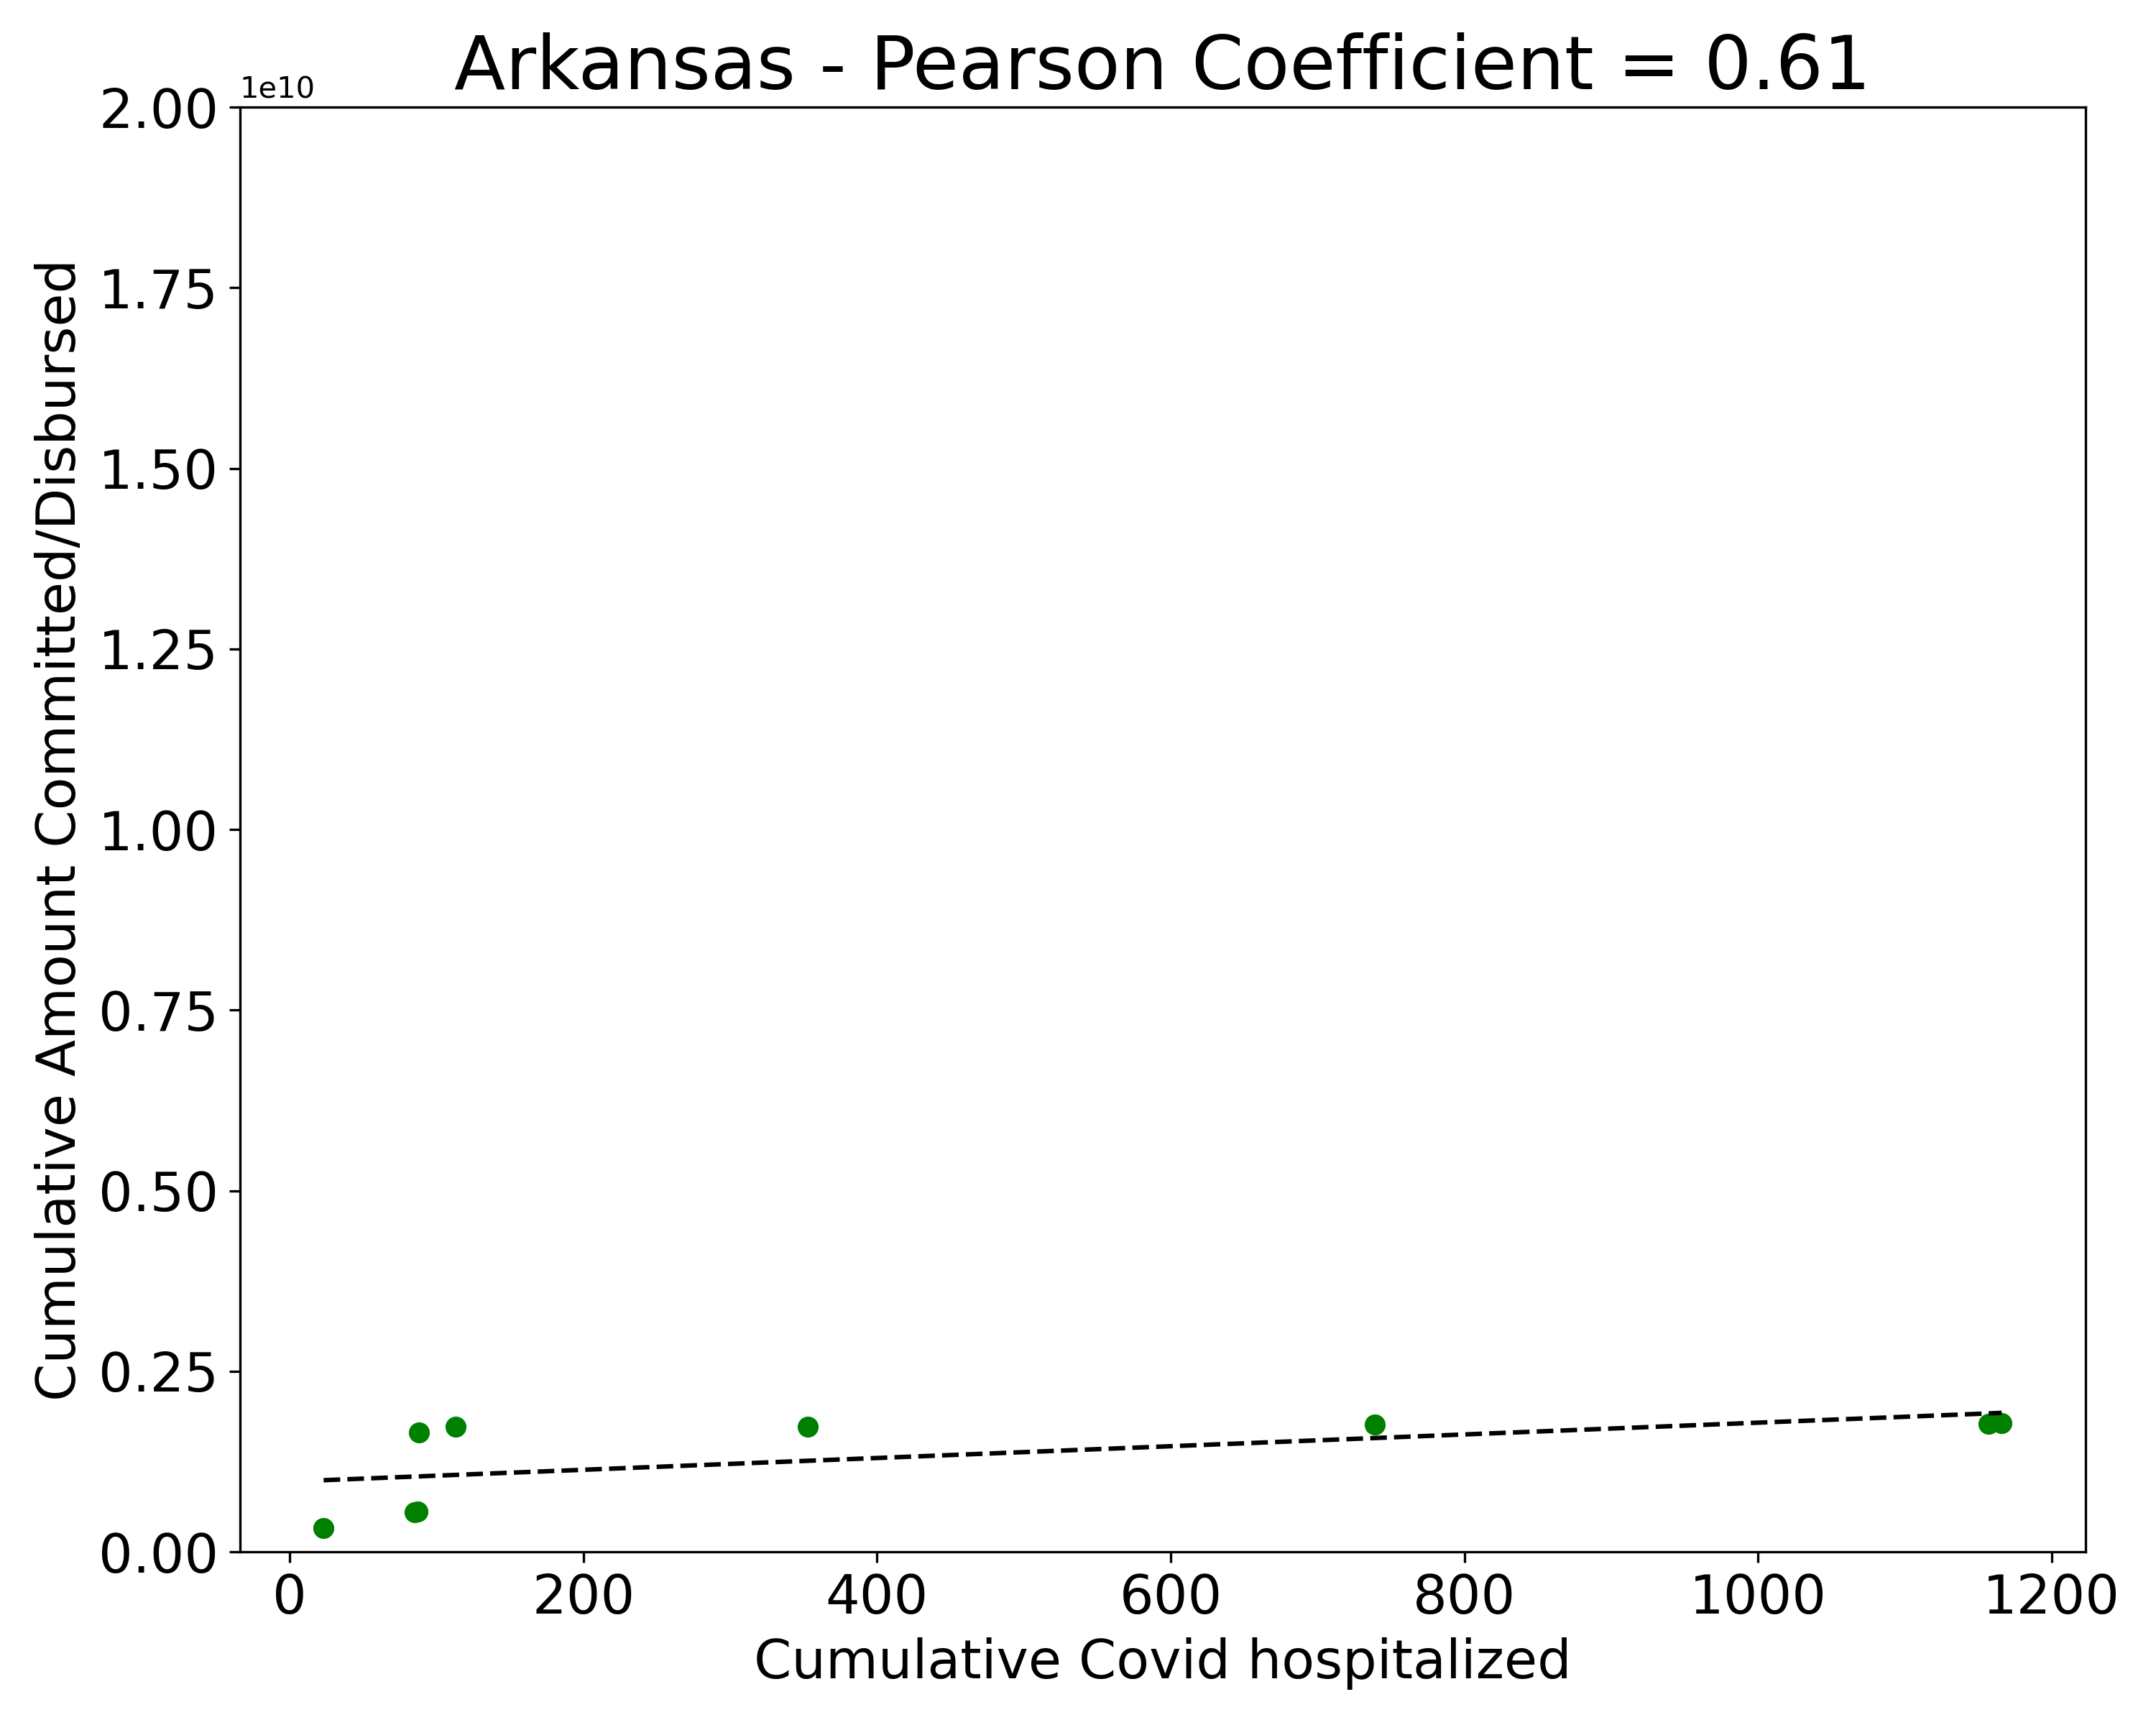 Arkansas - Pearson Coefficient = 0.61
1e10
2.00
1.75
1.50
1.25
1.00
0.75
0.50
0.25
0.00
Cumulative Amount Committed/Disbursed
0 200 400 600 800 1000 1200
Cumulative Covid hospitalized